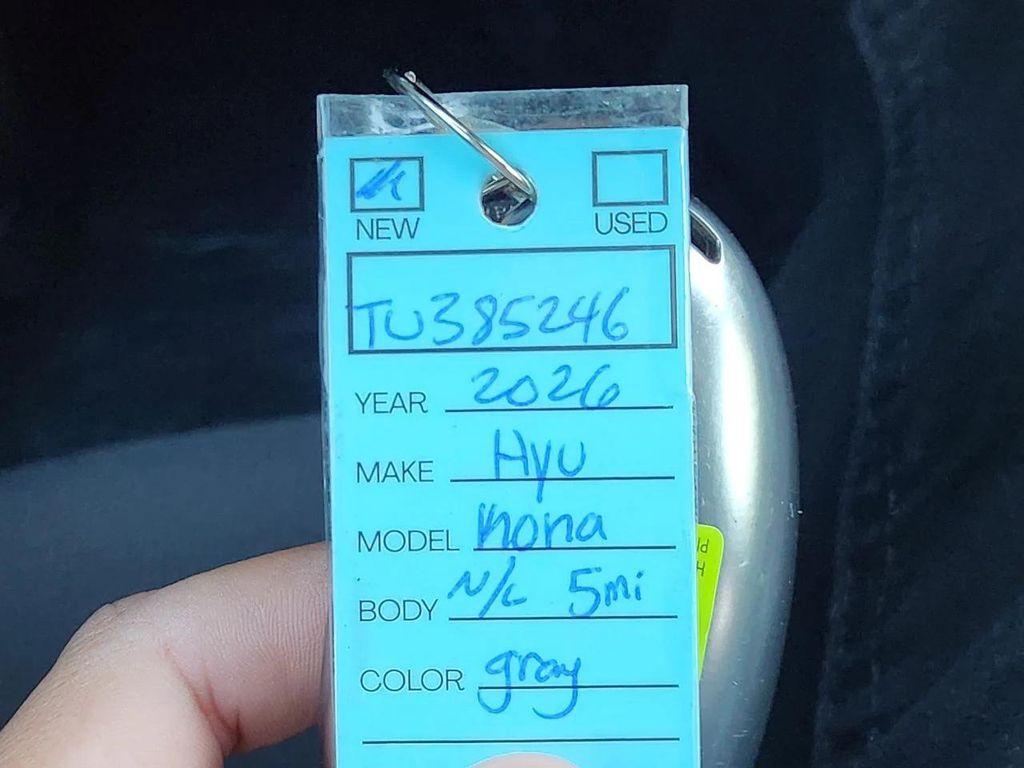 NEW USED
TU385246
YEAR 2026
MAKE Hyu
MODEL Kona
BODY N/L 5mi
COLOR gray